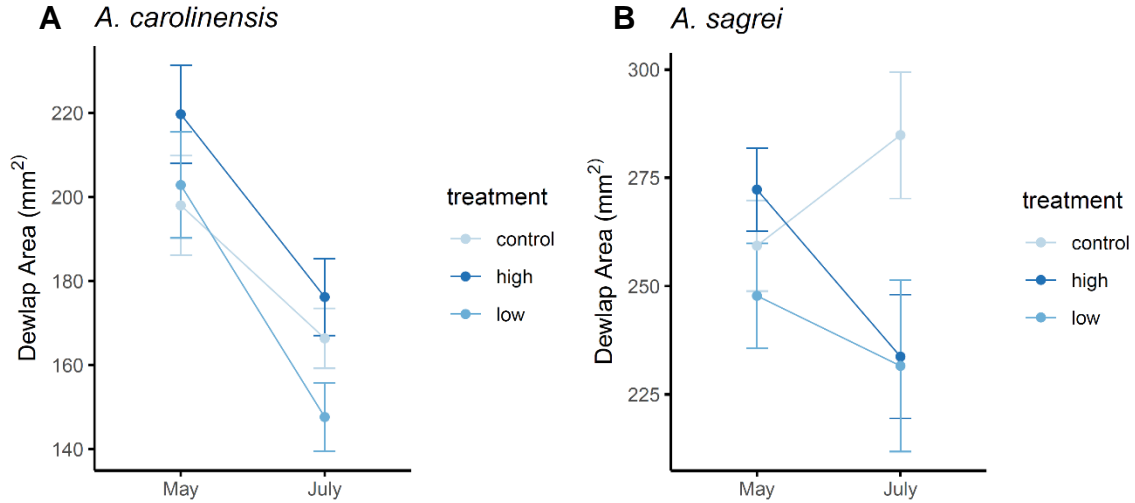 A A. carolinensis
Dewlap Area (mm²)
220
200
180
160
140
May July
treatment
control
high
low
B A. sagrei
Dewlap Area (mm²)
300
275
250
225
May July
treatment
control
high
low